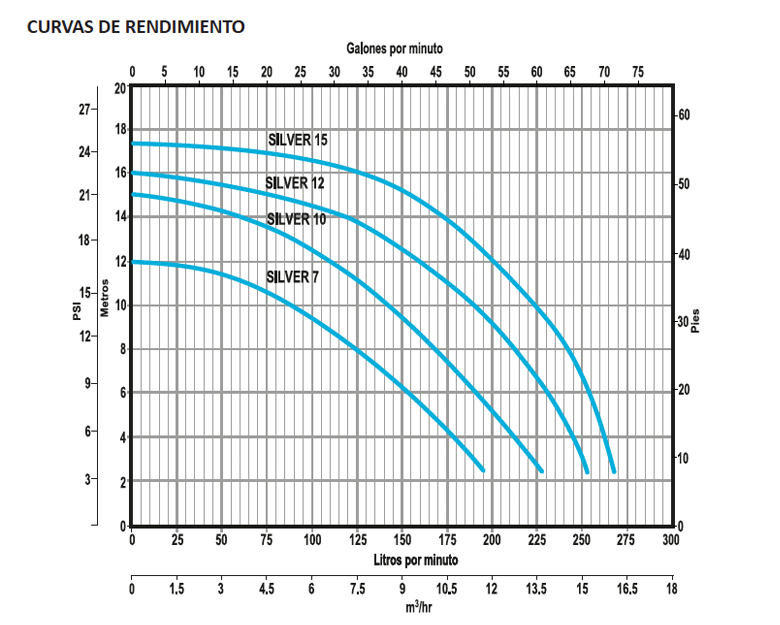 CURVAS DE RENDIMIENTO
Galones por minuto
0 5 10 15 20 25 30 33 35 40 45 50 55 60 65 70 75
20
18
16
14
12
10
8
6
4
2
0
27
24
21
18
15
12
9
6
3
PSI
Metros
60
50
40
30
20
10
0
Pies
SILVER 15
SILVER 12
SILVER 10
SILVER 7
0 25 50 75 100 125 150 175 200 225 250 275 300
Litros por minuto
0 1,5 3 4.5 6 7.5 9 10,5 12 13,5 15 16,5 18
m³/hr